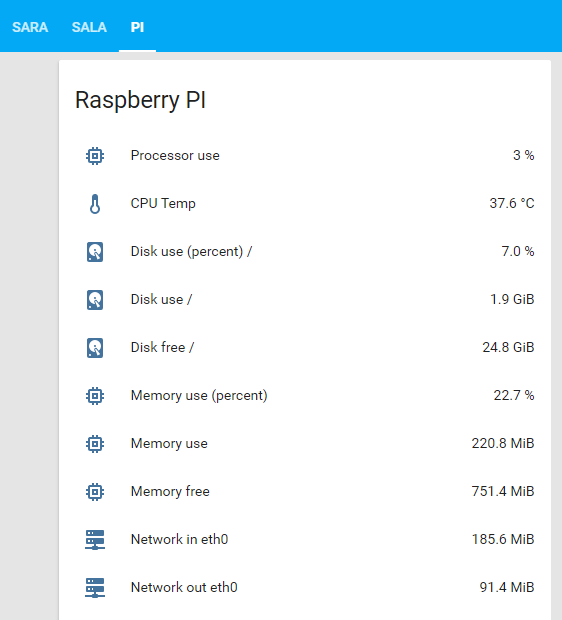 SARA SALA PI
Raspberry PI
Processor use 3 %
CPU Temp 37.6 °C
Disk use (percent) / 7.0 %
Disk use / 1.9 GiB
Disk free / 24.8 GiB
Memory use (percent) 22.7 %
Memory use 220.8 MiB
Memory free 751.4 MiB
Network in eth0 185.6 MiB
Network out eth0 91.4 MiB